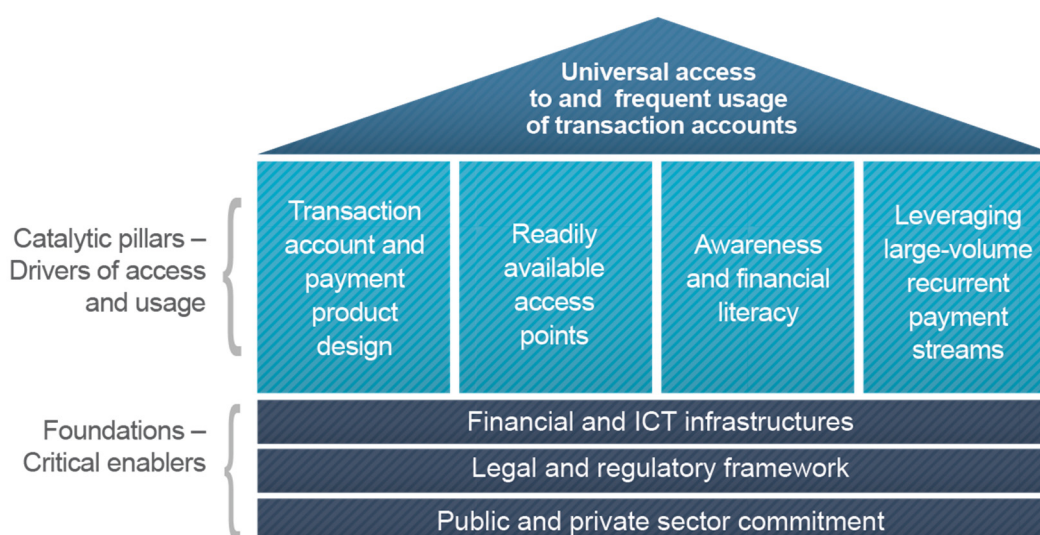 Universal access
to and frequent usage
of transaction accounts
Catalytic pillars –
Drivers of access
and usage
Transaction
account and
payment
product
design
Readily
available
access
points
Awareness
and financial
literacy
Leveraging
large-volume
recurrent
payment
streams
Foundations –
Critical enablers
Financial and ICT infrastructures
Legal and regulatory framework
Public and private sector commitment